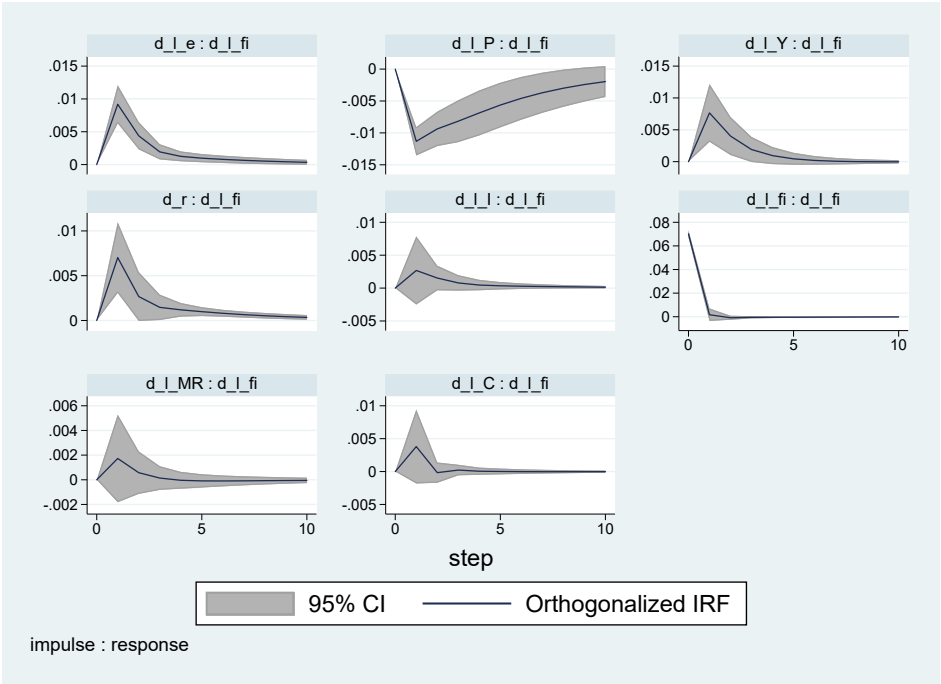 d_l_e : d_l_fi
d_l_P : d_l_fi
d_l_Y : d_l_fi
.015
.01
.005
0
0
-.005
-.01
-.015
.015
.01
.005
0
d_r : d_l_fi
d_l_I : d_l_fi
d_l_fi : d_l_fi
.01
.005
0
.01
.005
0
-.005
.08
.06
.04
.02
0
0 5 10
d_l_MR : d_l_fi
d_l_C : d_l_fi
.006
.004
.002
0
-.002
.01
.005
0
-.005
0 5 10
0 5 10
step
95% CI
Orthogonalized IRF
impulse : response